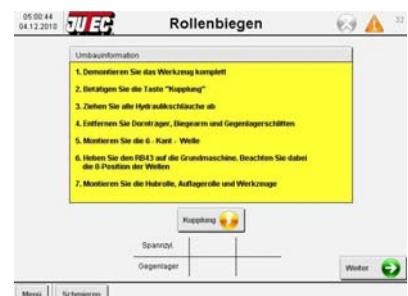 05:00:44
04.12.2010
JUTEC
Rollenbiegen
32
Umbauinformation
1. Demontieren Sie das Werkzeug komplett
2. Betätigen Sie die Taste "Kupplung"
3. Ziehen Sie alle Hydraulikschläuche ab
4. Entfernen Sie Dornträger, Biegearm und Gegenlagerschlitten
5. Montieren Sie die 6 - Kant - Welle
6. Heben Sie den RB43 auf die Grundmaschine. Beachten Sie dabei
die 0-Position der Wellen
7. Montieren Sie die Hubrolle, Auflagerolle und Werkzeuge
Kupplung
Spannzyl.
Gegenlager
Weiter
Menü
Schmieren